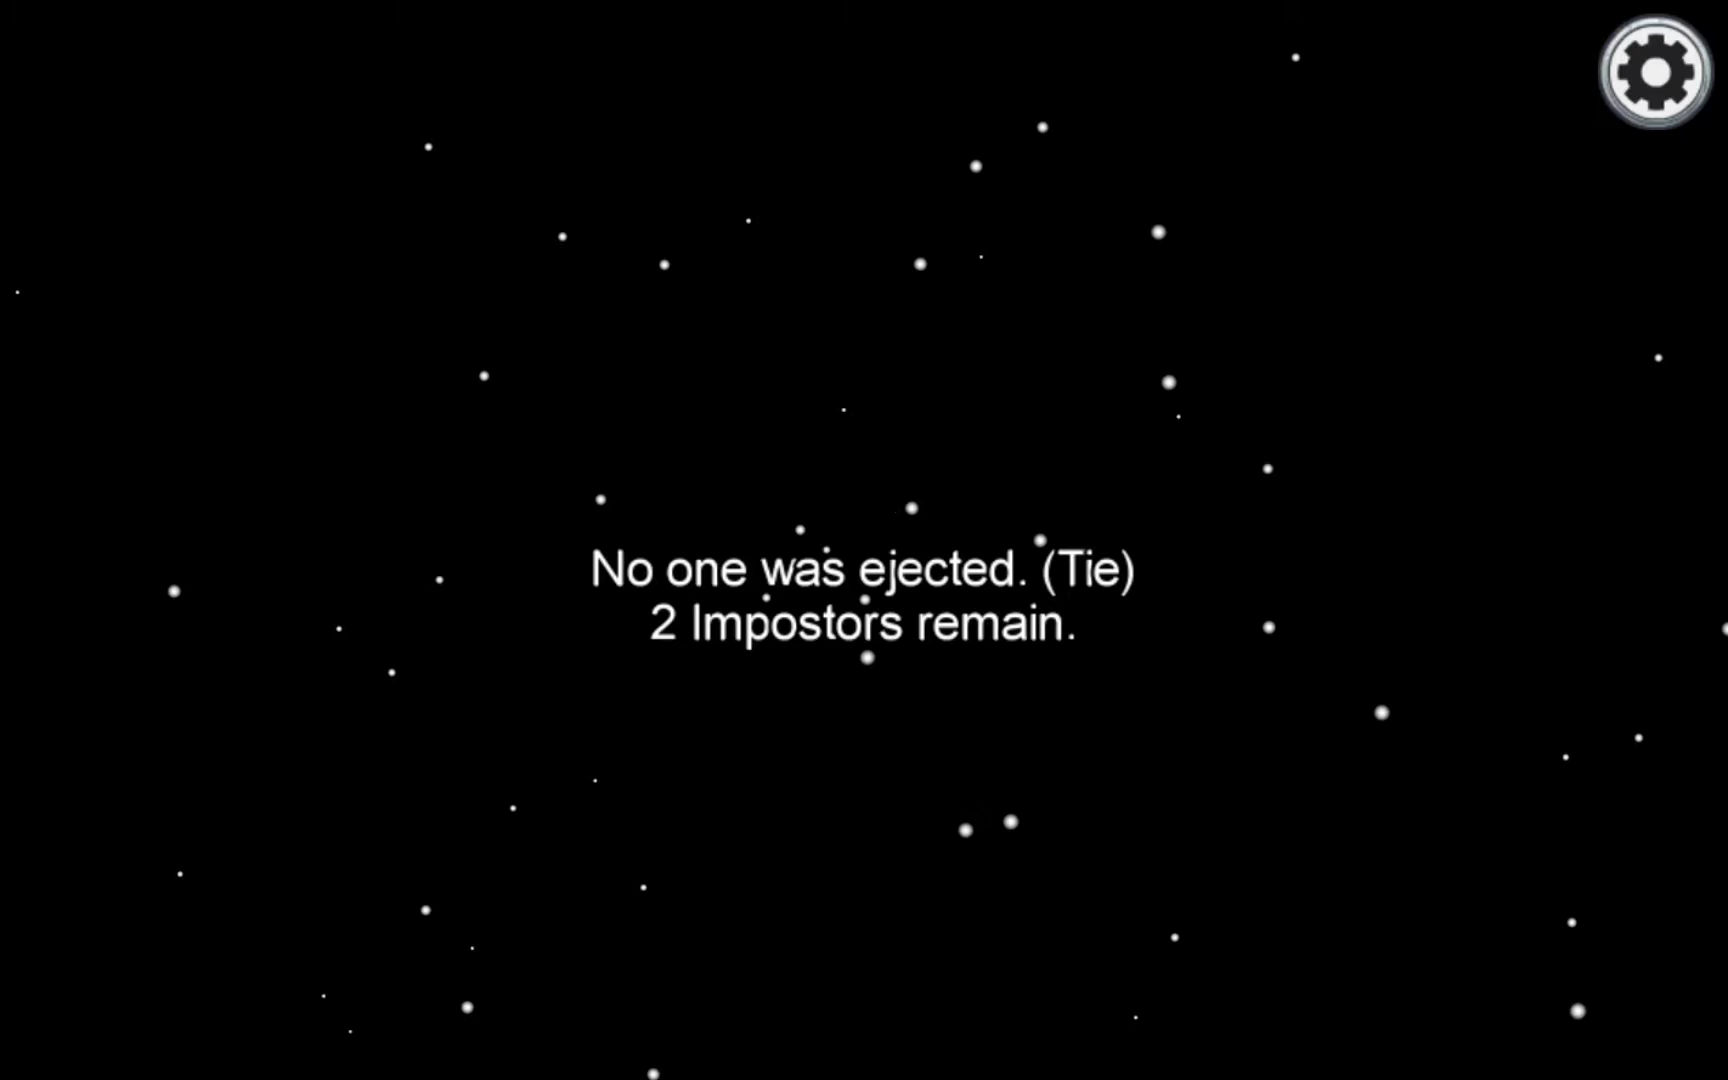 No one was ejected. (Tie)
2 Impostors remain.